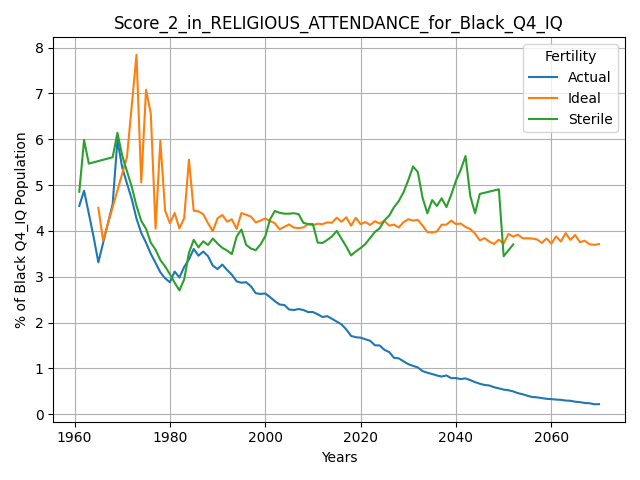 Score_2_in_RELIGIOUS_ATTENDANCE_for_Black_Q4_IQ
Fertility
Actual
Ideal
Sterile
% of Black Q4_IQ Population
8
7
6
5
4
3
2
1
0
1960 1980 2000 2020 2040 2060
Years